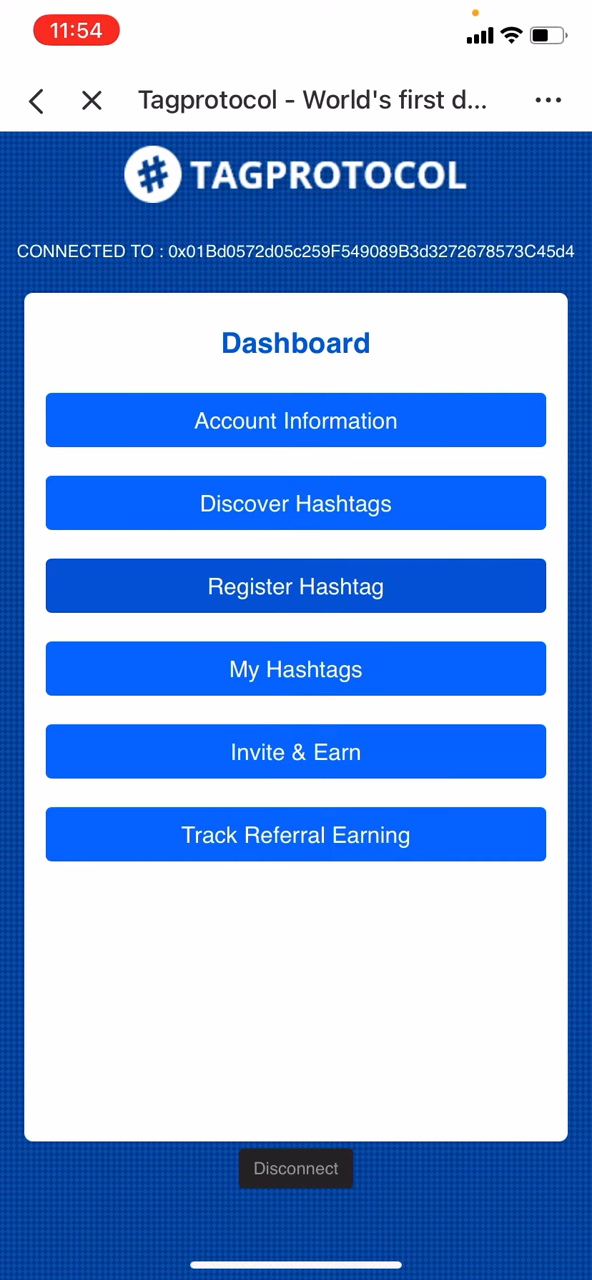 11:54
Tagprotocol - World's first d...
# TAGPROTOCOL
CONNECTED TO : 0x01Bd0572d05c259F549089B3d3272678573C45d4
Dashboard
Account Information
Discover Hashtags
Register Hashtag
My Hashtags
Invite & Earn
Track Referral Earning
Disconnect